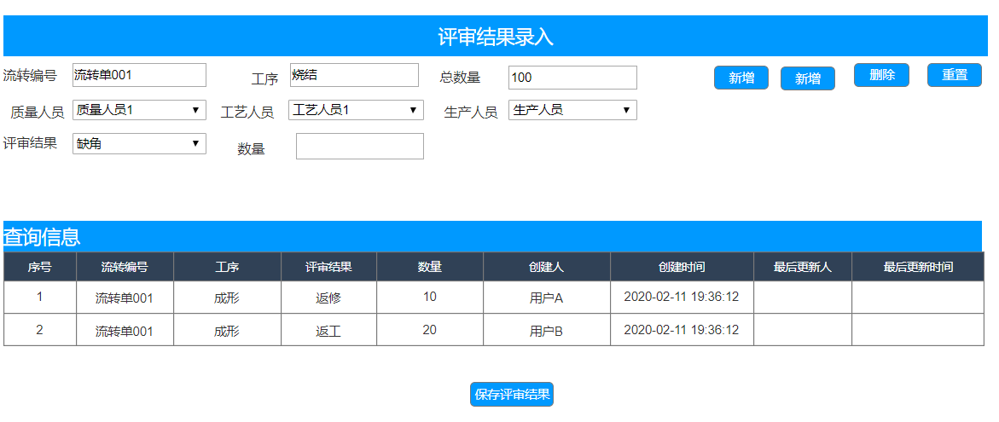 评审结果录入
流转编号 流转单001 工序 烧结 总数量 100 新增 新增 删除 重置
质量人员 质量人员1 工艺人员 工艺人员1 生产人员 生产人员
评审结果 缺角 数量
查询信息
序号 流转编号 工序 评审结果 数量 创建人 创建时间 最后更新人 最后更新时间
1 流转单001 成形 返修 10 用户A 2020-02-11 19:36:12
2 流转单001 成形 返工 20 用户B 2020-02-11 19:36:12
保存评审结果